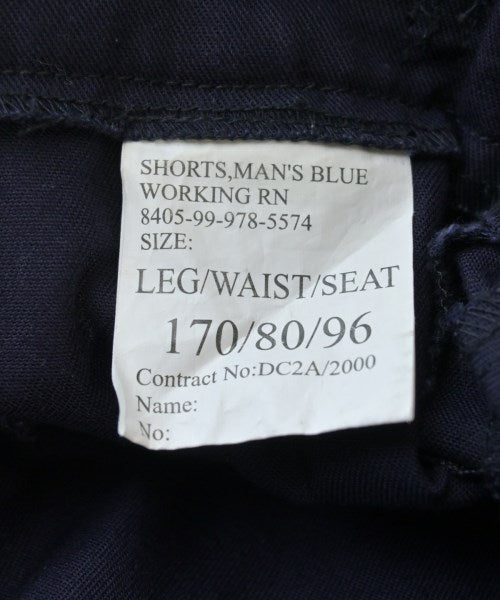 SHORTS,MAN'S BLUE
WORKING RN
8405-99-978-5574
SIZE:
LEG/WAIST/SEAT
170/80/96
Contract No:DC2A/2000
Name:
No: